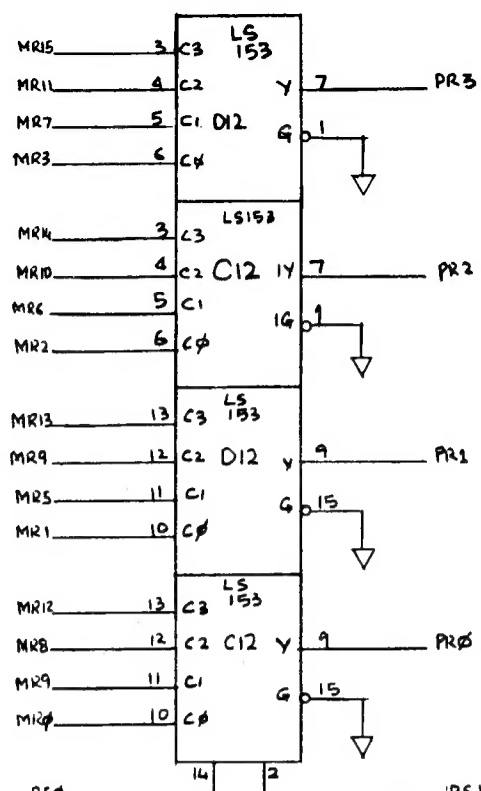 LS
153
MR15 3 C3
MR11 4 C2 Y 7 PR3
MR7 5 C1 D12
G 1
MR3 6 CØ
LS153
MR14 3 C3
MR10 4 C2 C12 1Y 7 PR2
MR6 5 C1
1G 1
MR2 6 CØ
LS
153
MR13 13 C3
MR9 12 C2 D12 Y 9 PR1
MR5 11 C1
G 15
MR1 10 CØ
LS
153
MR12 13 C3
MR8 12 C2 C12 Y 9 PRØ
MR9 11 C1
G 15
MRØ 10 CØ
14 2